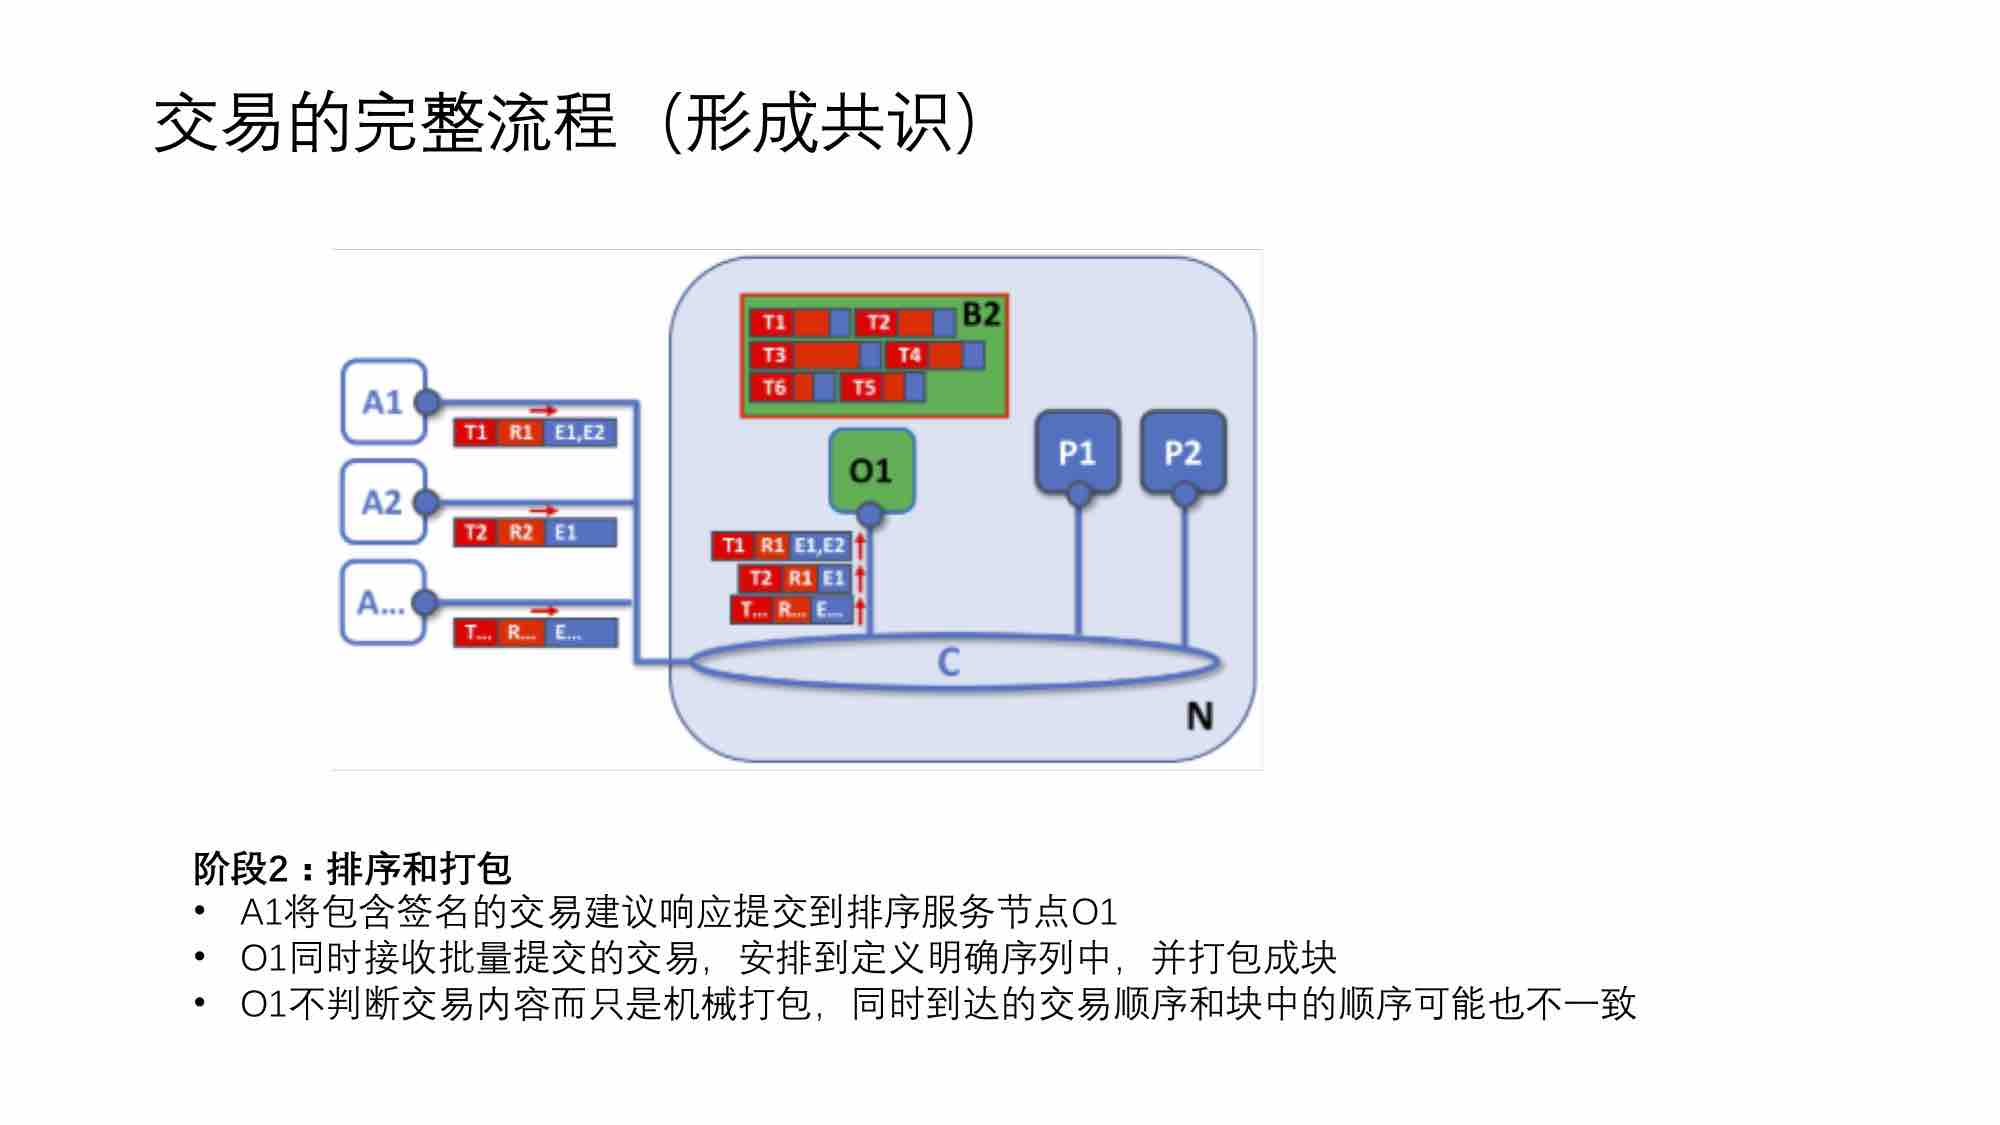 交易的完整流程（形成共识）
B2
T1 T2
T3 T4
T6 T5
A1
T1 R1 E1,E2
A2
T2 R2 E1
A...
T... R... E...
O1
P1 P2
T1 R1 E1,E2
T2 R1 E1
T... R... E...
C
N
阶段2：排序和打包
• A1将包含签名的交易建议响应提交到排序服务节点O1
• O1同时接收批量提交的交易，安排到定义明确序列中，并打包成块
• O1不判断交易内容而只是机械打包，同时到达的交易顺序和块中的顺序可能也不一致